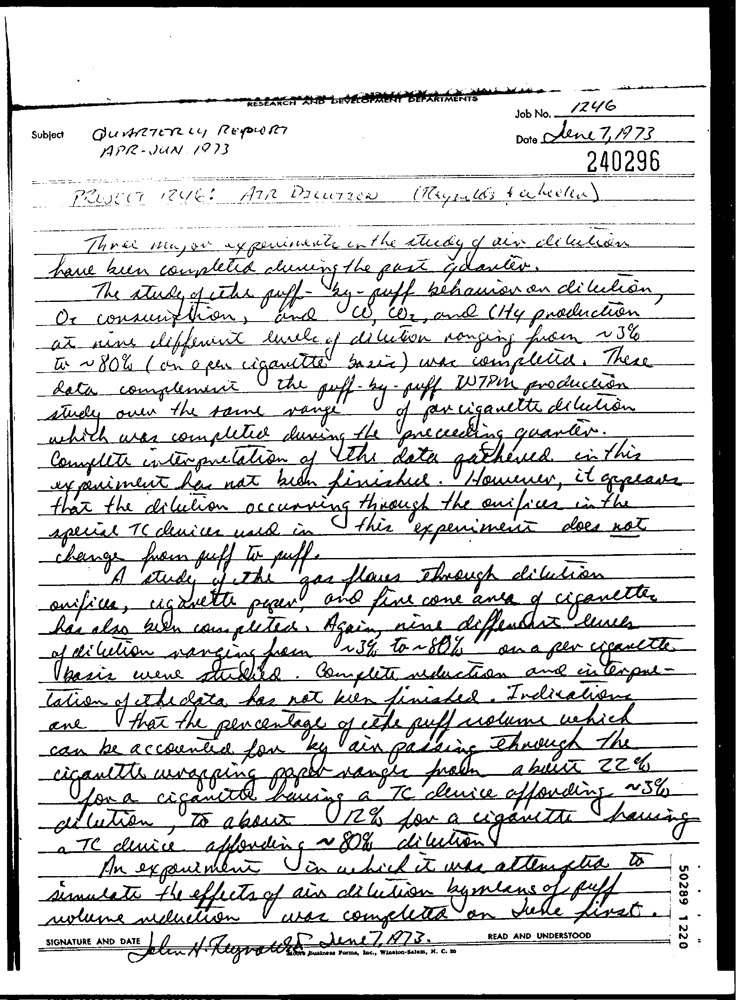 RESEARCH AND DEVELOPMENT DEPARTMENTS
Job No. 1246
Subject QUARTERLY REPORT
Date June 7, 1973
APR-JUN 1973
240296
PROJECT 1246: AIR DILUTION (Reynolds & Wheeler)
Three major experiments in the study of air dilution
have been completed during the past quarter.
The study of the puff-by-puff behavior on dilution,
O2 consumption, and CO, CO2, and CH4 production
at nine different levels of dilution ranging from ~3%
to ~80% (on a per cigarette basis) was completed. These
data complement the puff-by-puff WTPM production
study over the same range of per cigarette dilution
which was completed during the preceeding quarter.
Complete interpretation of the data gathered in this
experiment has not been finished. However, it appears
that the dilution occurring through the orifices in the
special TC devices used in this experiment does not
change from puff to puff.
A study of the gas flows through dilution
orifices, cigarette paper, and fire cone area of cigarettes
has also been completed. Again, nine different levels
of dilution ranging from ~3% to ~80% on a per cigarette
basis were studied. Complete reduction and interpre-
tation of the data has not been finished. Indications
are that the percentage of the puff volume which
can be accounted for by air passing through the
cigarette wrapping paper ranges from about 22%
for a cigarette having a TC device affording ~3%
dilution, to about 12% for a cigarette having
a TC device affording ~80% dilution.
An experiment in which it was attempted to
simulate the effects of air dilution by means of puff
volume reduction was completed on June first.
SIGNATURE AND DATE John H. Reynolds June 7, 1973. READ AND UNDERSTOOD
Business Forms, Inc., Winston-Salem, N. C.
50289 1220